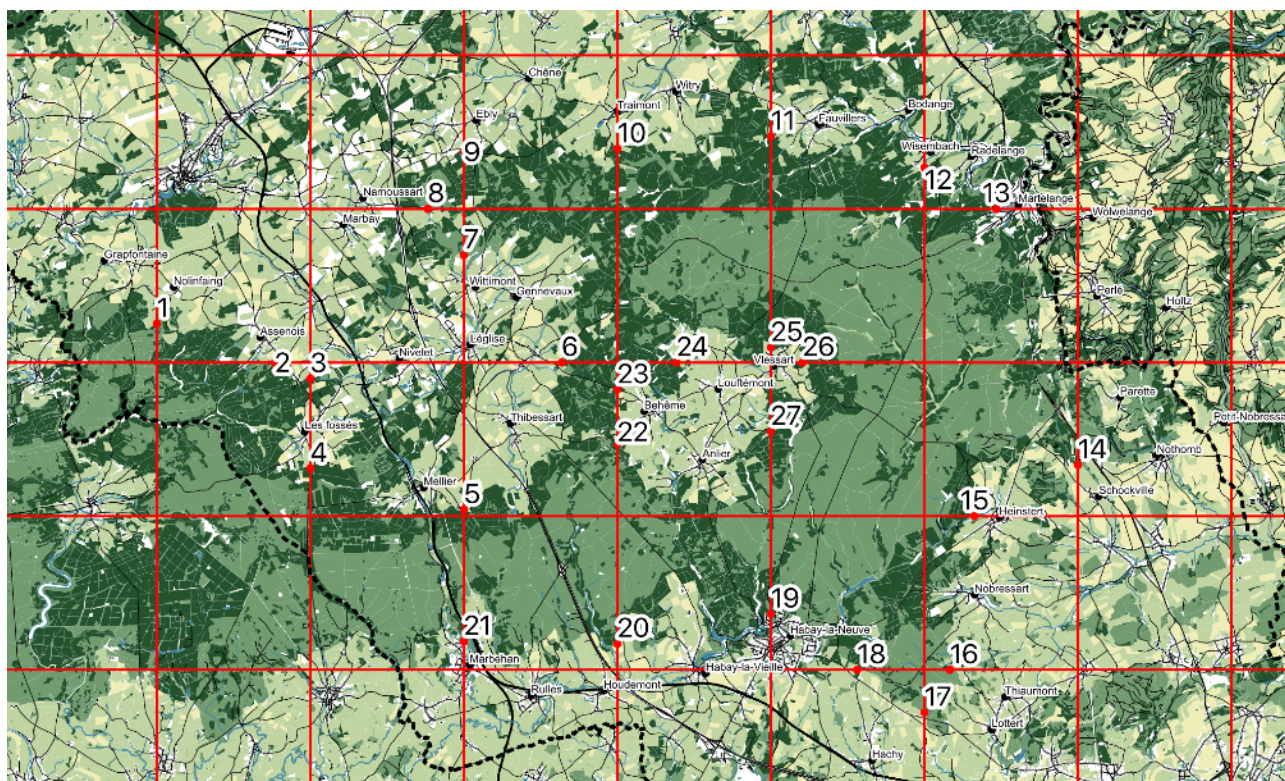 Chêne
Witry
Traimont
Bodange
Ebly
Fauvillers
11
10
9
Wisembach
Radelange
12
Namoussart
8
13
Martelange
Marbay
Wolwelange
7
Grapfontaine
Nolinfaing
Wittimont
Gennevaux
Perlé
Holtz
1
Assenois
Léglise
25
2
3
Nivelet
6
24
Vlessart
26
23
Louftémont
Parette
Behême
Thibessart
Petit-Nobressa
Les fossés
22
27
4
Anlier
14
Nothomb
Mellier
Schockville
5
15
Heinstert
Nobressart
19
21
20
Habay-la-Neuve
Marbehan
Habay-la-Vieille
18
16
Rulles
Houdemont
17
Thiaumont
Lottert
Hachy